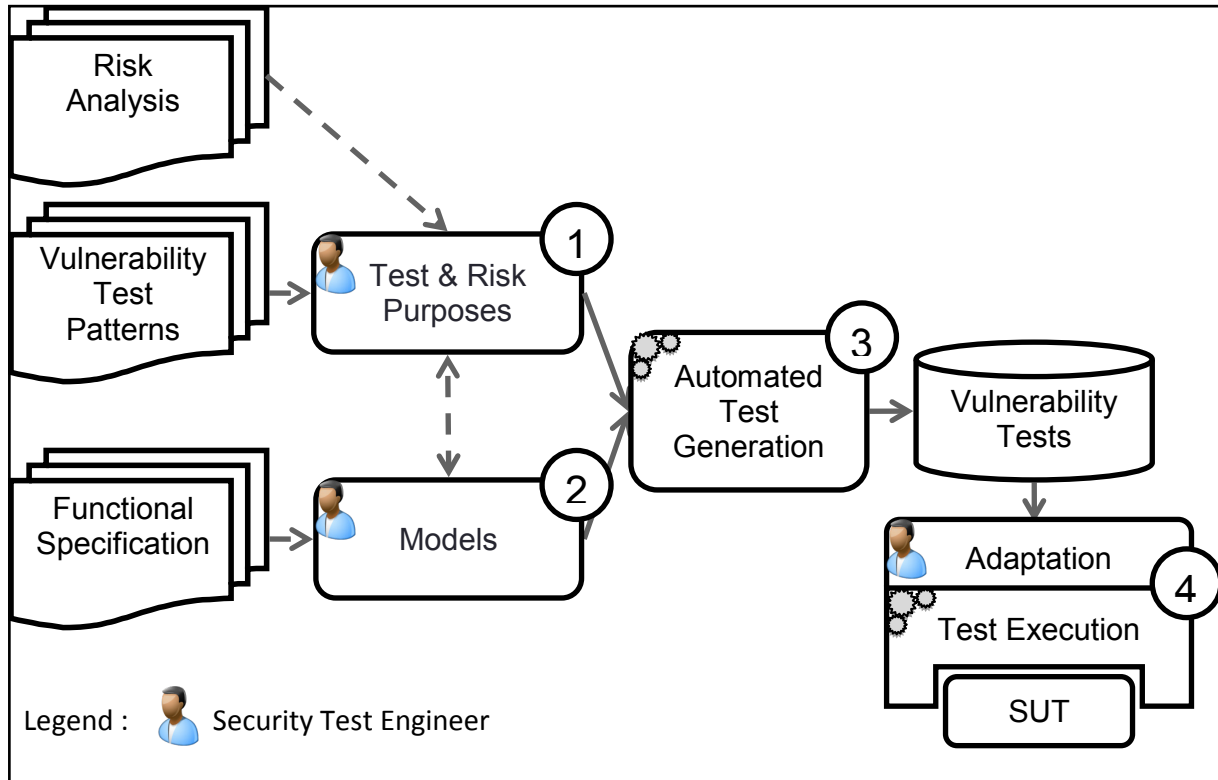 Risk
Analysis
Vulnerability
Test
Patterns
1
Test & Risk
Purposes
Functional
Specification
2
Models
3
Automated
Test
Generation
Vulnerability
Tests
Adaptation
4
Test Execution
SUT
Legend : Security Test Engineer